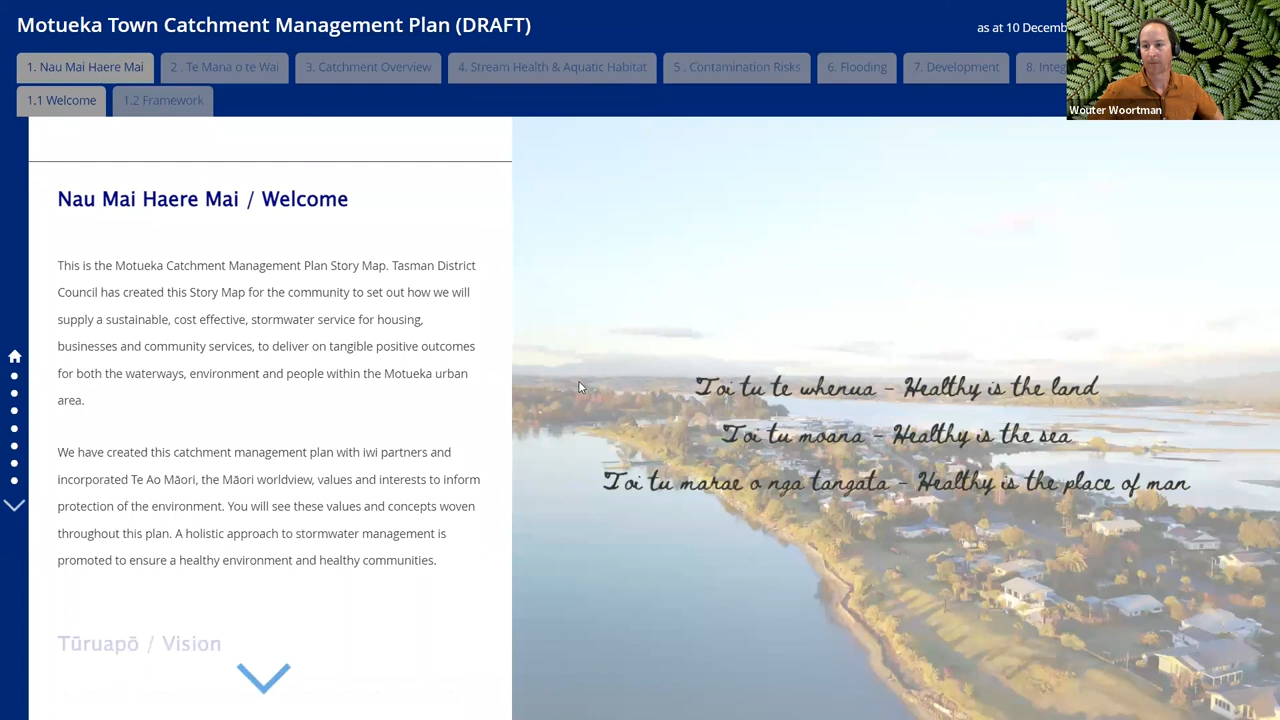 Motueka Town Catchment Management Plan (DRAFT)
as at 10 Decemb
1. Nau Mai Haere Mai
2 . Te Mana o te Wai
3. Catchment Overview
4. Stream Health & Aquatic Habitat
5 . Contamination Risks
6. Flooding
7. Development
8. Integ
1.1 Welcome
1.2 Framework
Wouter Woortman
Nau Mai Haere Mai / Welcome
This is the Motueka Catchment Management Plan Story Map. Tasman District
Council has created this Story Map for the community to set out how we will
supply a sustainable, cost effective, stormwater service for housing,
businesses and community services, to deliver on tangible positive outcomes
for both the waterways, environment and people within the Motueka urban
area.
We have created this catchment management plan with iwi partners and
incorporated Te Ao Māori, the Māori worldview, values and interests to inform
protection of the environment. You will see these values and concepts woven
throughout this plan. A holistic approach to stormwater management is
promoted to ensure a healthy environment and healthy communities.
Tūruapō / Vision
Toi tu te whenua - Healthy is the land
Toi tu moana - Healthy is the sea
Toi tu marae o nga tangata - Healthy is the place of man